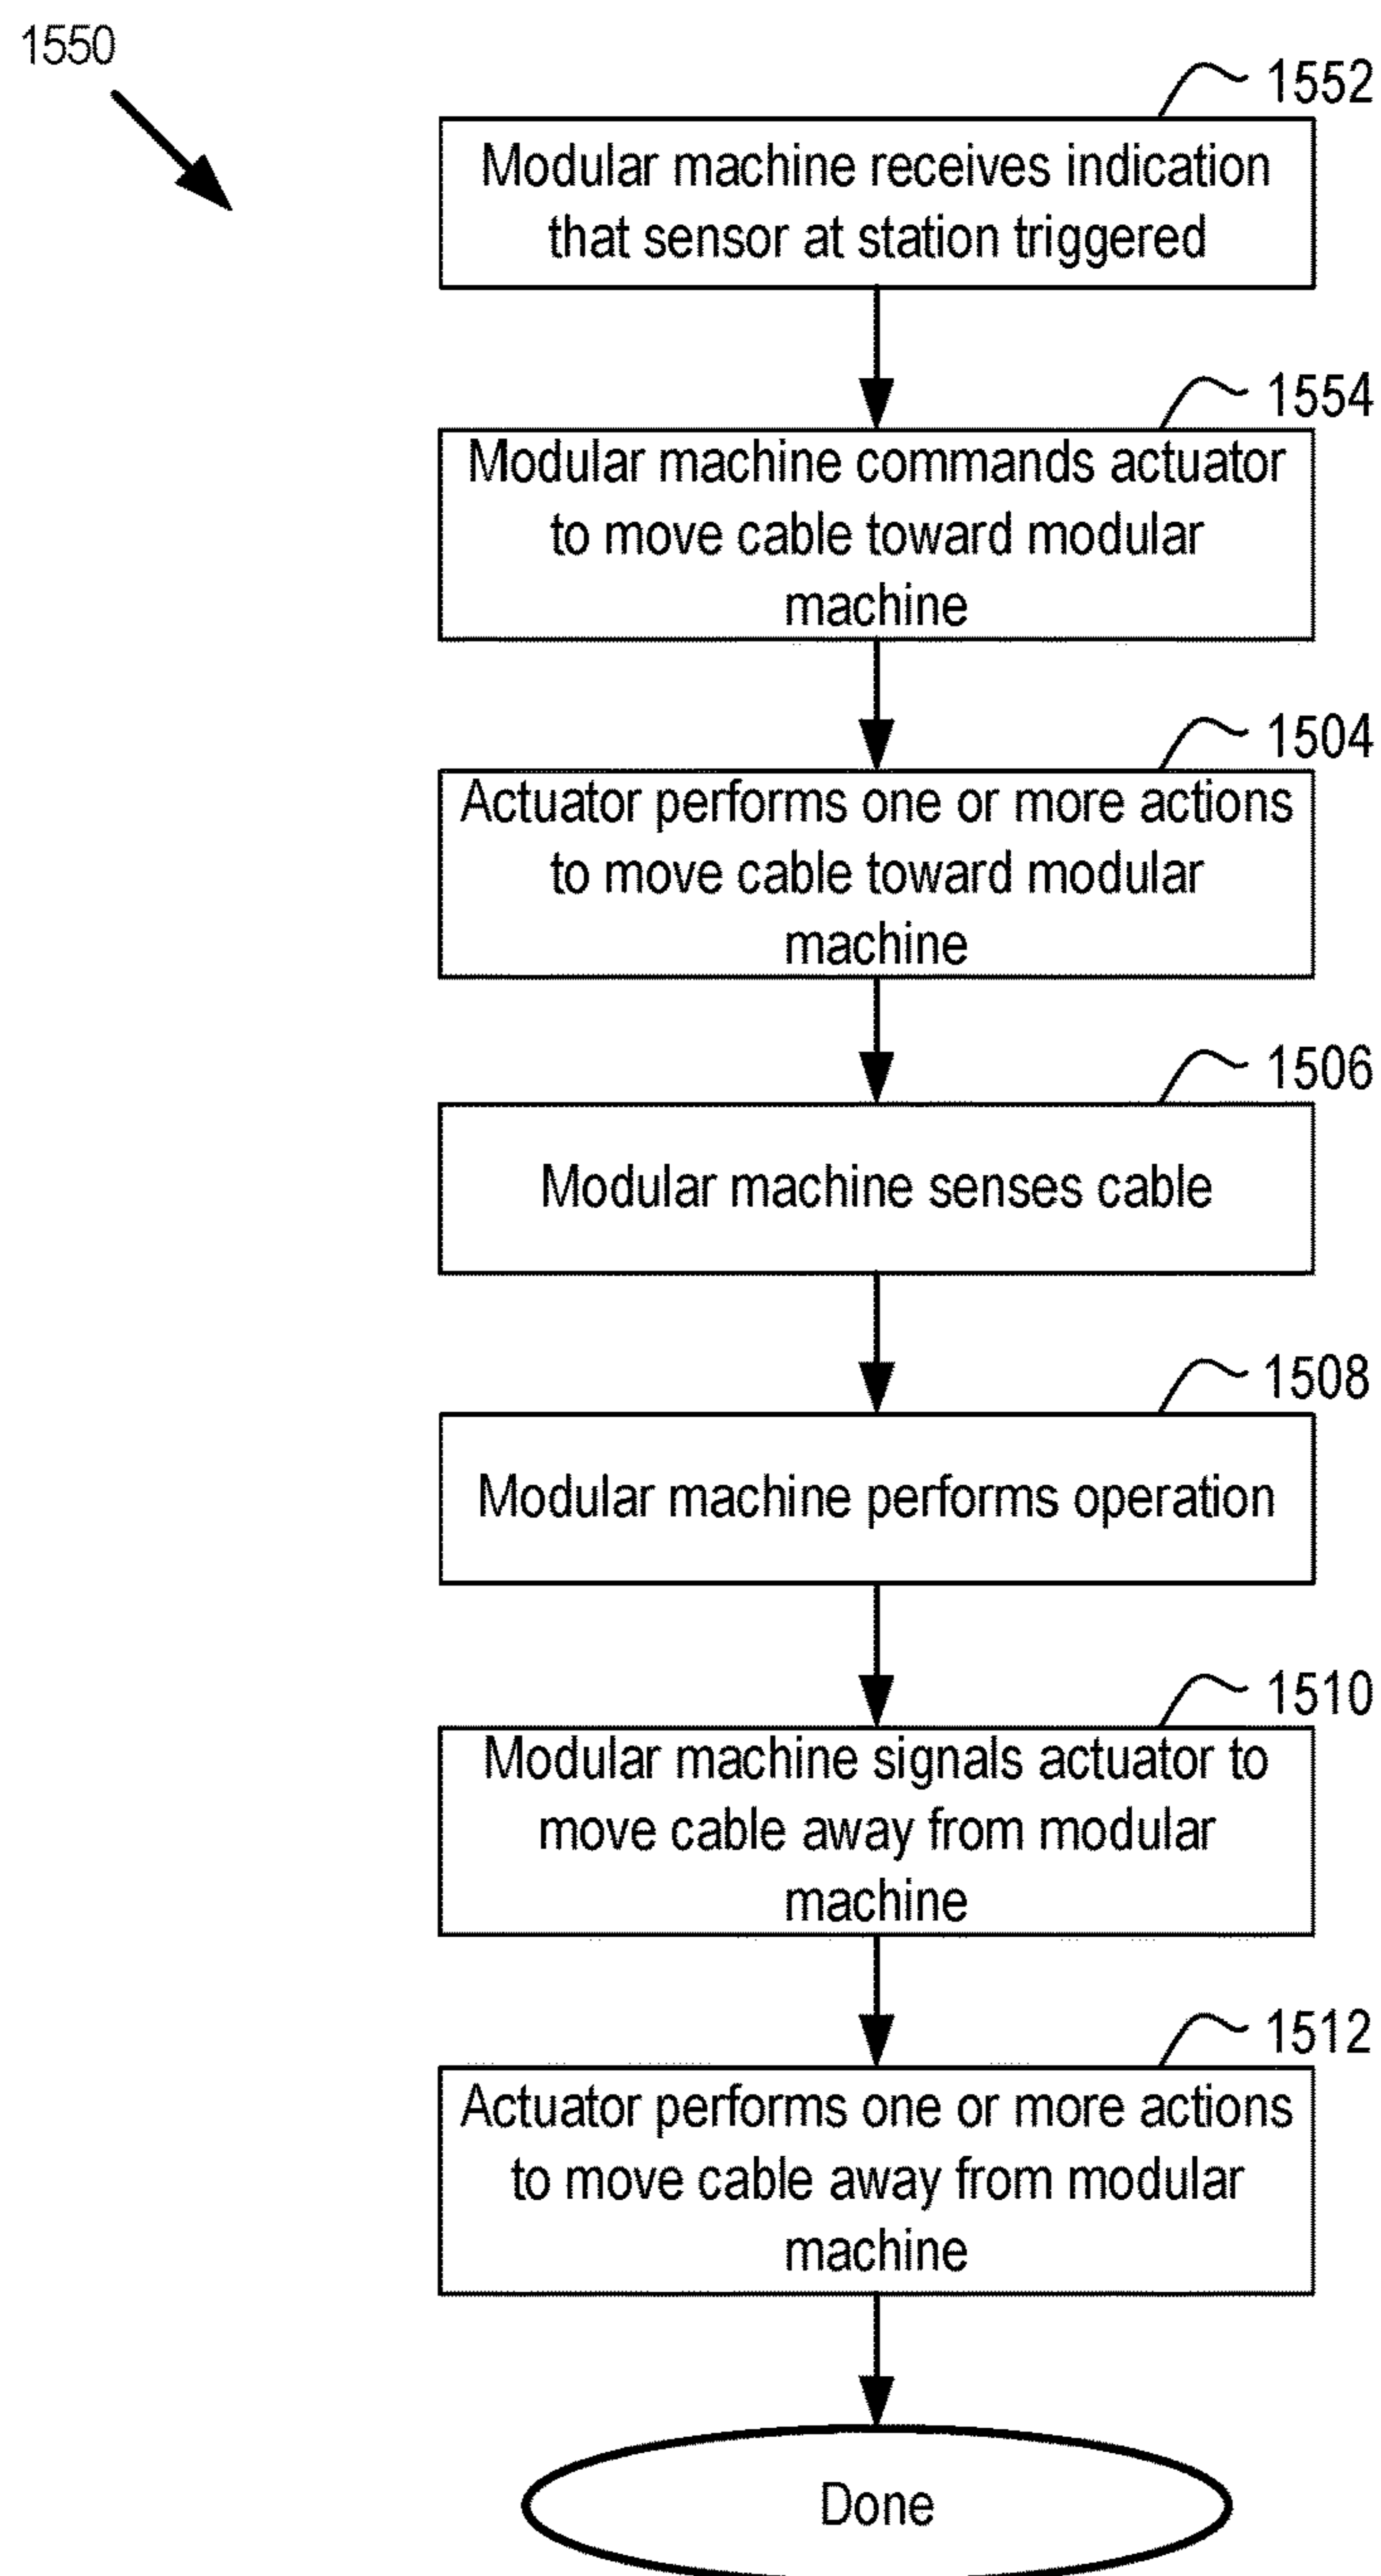 1550
1552
Modular machine receives indication
that sensor at station triggered
1554
Modular machine commands actuator
to move cable toward modular
machine
1504
Actuator performs one or more actions
to move cable toward modular
machine
1506
Modular machine senses cable
1508
Modular machine performs operation
1510
Modular machine signals actuator to
move cable away from modular
machine
1512
Actuator performs one or more actions
to move cable away from modular
machine
Done